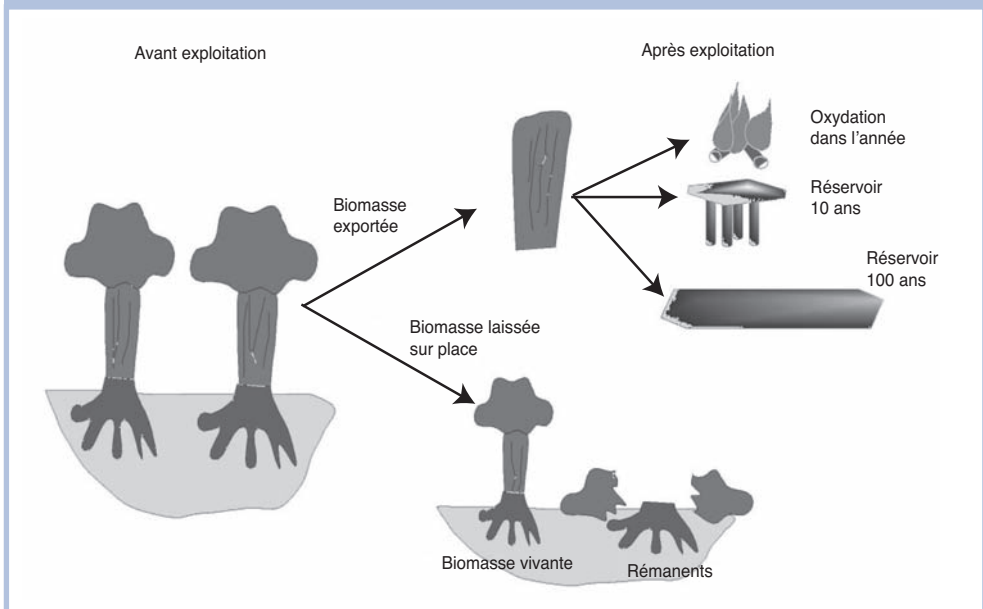 Avant exploitation
Après exploitation
Oxydation
dans l'année
Biomasse
exportée
Réservoir
10 ans
Réservoir
100 ans
Biomasse laissée
sur place
Biomasse vivante
Rémanents